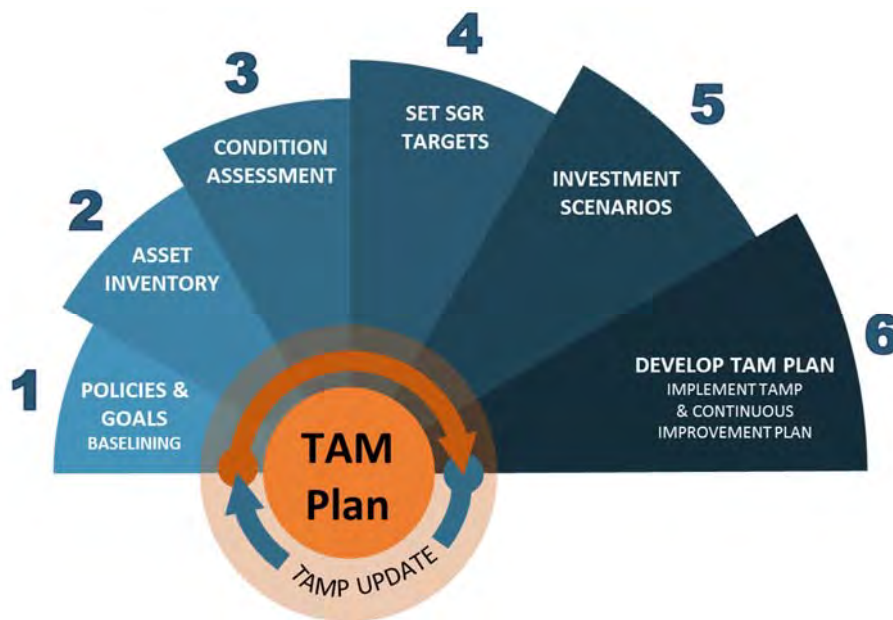 1
POLICIES &
GOALS
BASELINING
2
ASSET
INVENTORY
3
CONDITION
ASSESSMENT
4
SET SGR
TARGETS
5
INVESTMENT
SCENARIOS
6
DEVELOP TAM PLAN
IMPLEMENT TAMP
& CONTINUOUS
IMPROVEMENT PLAN
TAM
Plan
TAMP UPDATE